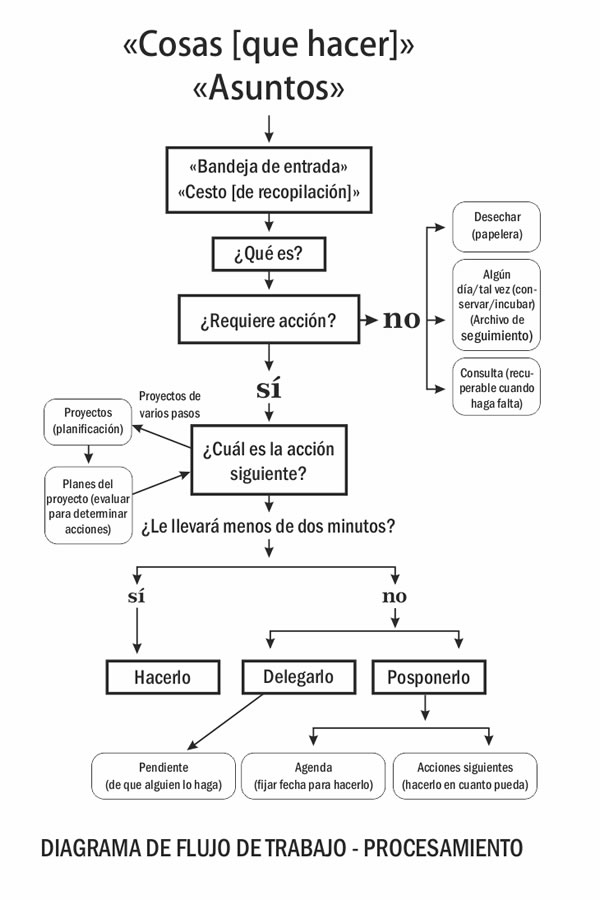 «Cosas [que hacer]»
«Asuntos»
«Bandeja de entrada»
«Cesto [de recopilación]»
¿Qué es?
¿Requiere acción?
no
Desechar
(papelera)
Algún
día/tal vez (con-
servar/incubar)
(Archivo de
seguimiento)
Consulta (recu-
perable cuando
haga falta)
sí
Proyectos de
varios pasos
Proyectos
(planificación)
¿Cuál es la acción
siguiente?
Planes del
proyecto (evaluar
para determinar
acciones)
¿Le llevará menos de dos minutos?
sí
no
Hacerlo
Delegarlo
Posponerlo
Pendiente
(de que alguien lo haga)
Agenda
(fijar fecha para hacerlo)
Acciones siguientes
(hacerlo en cuanto pueda)
DIAGRAMA DE FLUJO DE TRABAJO - PROCESAMIENTO